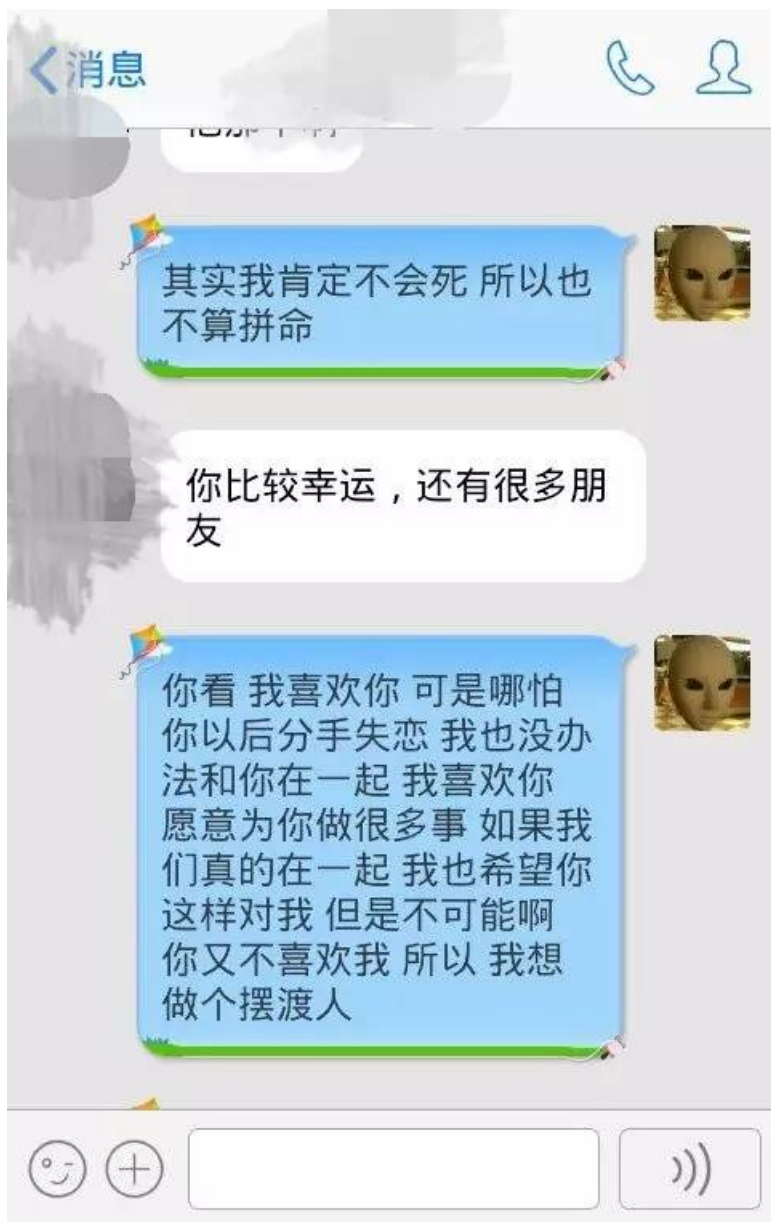 消息
其实我肯定不会死 所以也
不算拼命
你比较幸运，还有很多朋
友
你看 我喜欢你 可是哪怕
你以后分手失恋 我也没办
法和你在一起 我喜欢你
愿意为你做很多事 如果我
们真的在一起 我也希望你
这样对我 但是不可能啊
你又不喜欢我 所以 我想
做个摆渡人